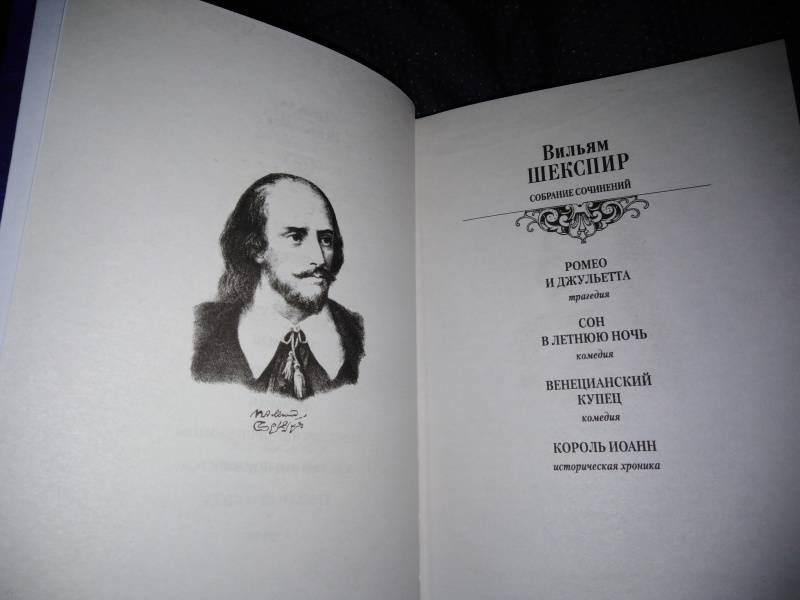 Вильям
ШЕКСПИР
СОБРАНИЕ СОЧИНЕНИЙ
РОМЕО
И ДЖУЛЬЕТТА
трагедия
СОН
В ЛЕТНЮЮ НОЧЬ
комедия
ВЕНЕЦИАНСКИЙ
КУПЕЦ
комедия
КОРОЛЬ ИОАНН
историческая хроника